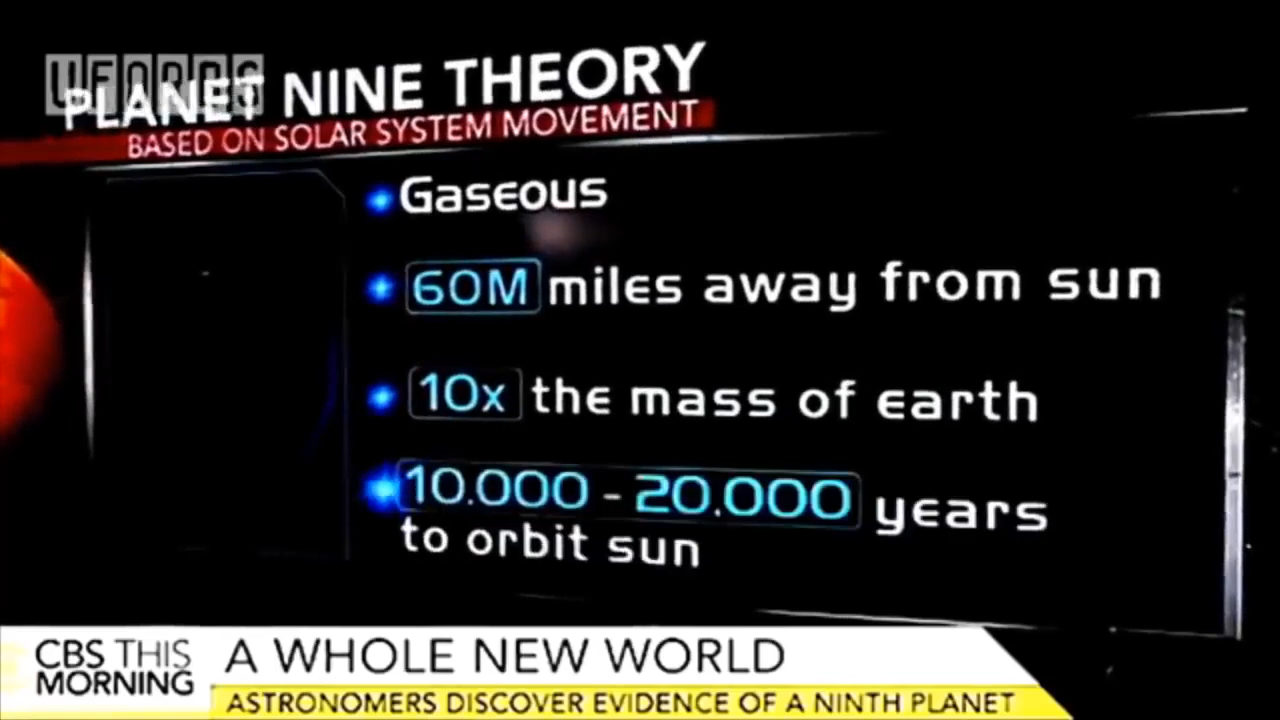 UFOROS
PLANET NINE THEORY
BASED ON SOLAR SYSTEM MOVEMENT
Gaseous
60M miles away from sun
10x the mass of earth
10.000 - 20.000 years
to orbit sun
CBS THIS
MORNING
A WHOLE NEW WORLD
ASTRONOMERS DISCOVER EVIDENCE OF A NINTH PLANET